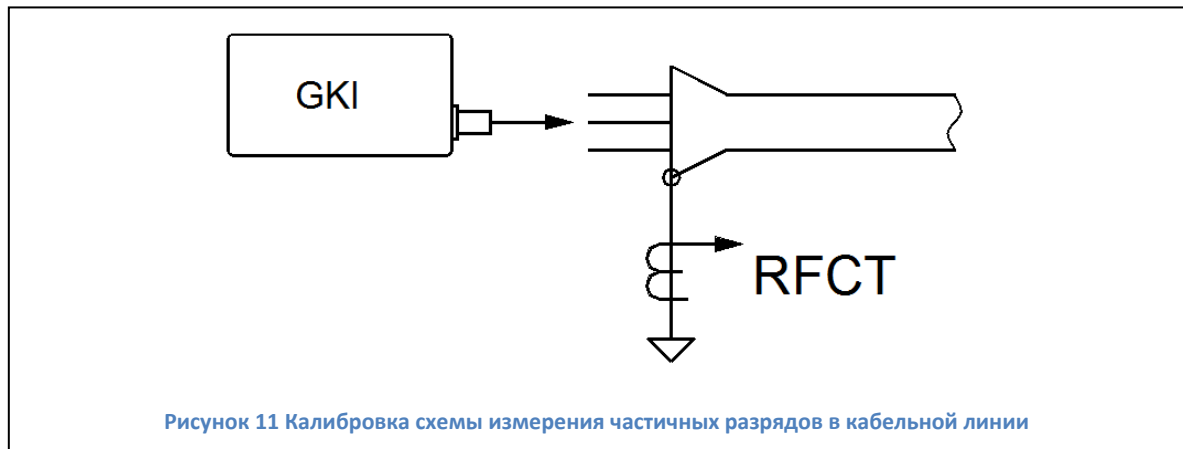 GKI
RFCT
Рисунок 11 Калибровка схемы измерения частичных разрядов в кабельной линии